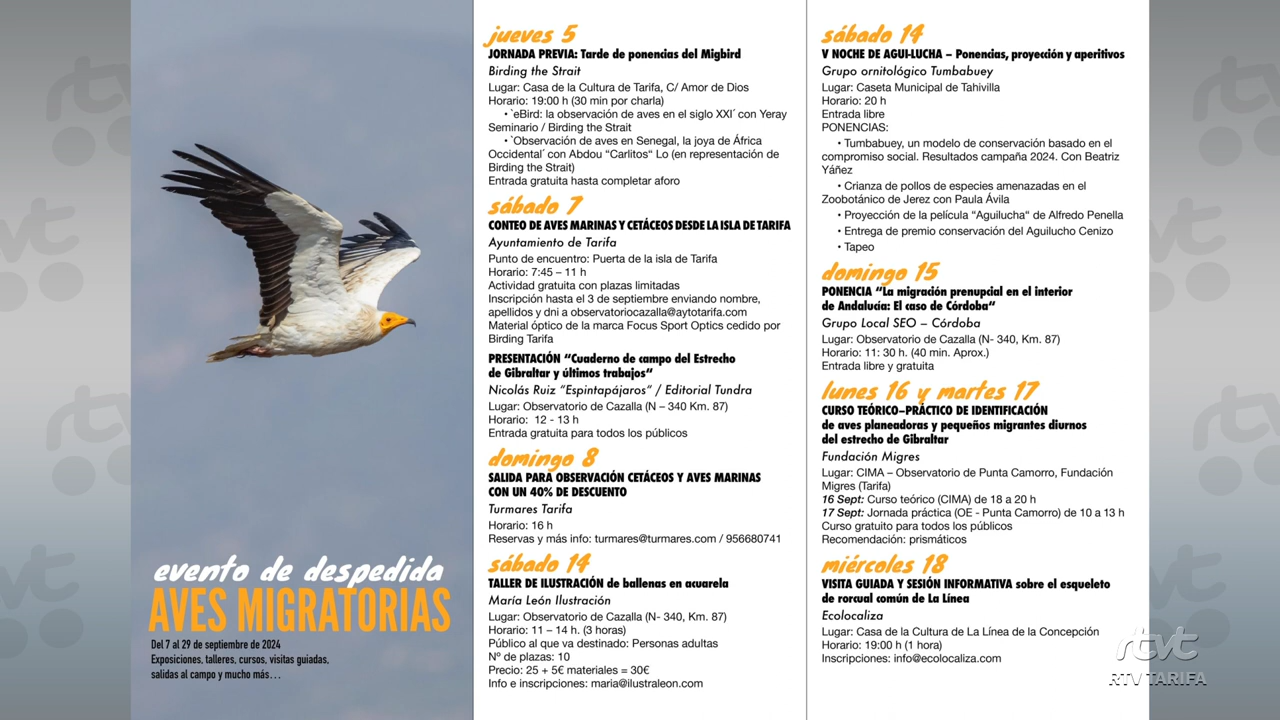 evento de despedida
AVES MIGRATORIAS
Del 7 al 29 de septiembre de 2024
Exposiciones, talleres, cursos, visitas guiadas,
salidas al campo y mucho más…
jueves 5
JORNADA PREVIA: Tarde de ponencias del Migbird
Birding the Strait
Lugar: Casa de la Cultura de Tarifa, C/ Amor de Dios
Horario: 19:00 h (30 min por charla)
• `eBird: la observación de aves en el siglo XXI´ con Yeray
Seminario / Birding the Strait
• `Observación de aves en Senegal, la joya de África
Occidental´ con Abdou “Carlitos“ Lo (en representación de
Birding the Strait)
Entrada gratuita hasta completar aforo
sábado 7
CONTEO DE AVES MARINAS Y CETÁCEOS DESDE LA ISLA DE TARIFA
Ayuntamiento de Tarifa
Punto de encuentro: Puerta de la isla de Tarifa
Horario: 7:45 – 11 h
Actividad gratuita con plazas limitadas
Inscripción hasta el 3 de septiembre enviando nombre,
apellidos y dni a observatoriocazalla@aytotarifa.com
Material óptico de la marca Focus Sport Optics cedido por
Birding Tarifa
PRESENTACIÓN “Cuaderno de campo del Estrecho
de Gibraltar y últimos trabajos“
Nicolás Ruiz “Espintapájaros” / Editorial Tundra
Lugar: Observatorio de Cazalla (N – 340 Km. 87)
Horario: 12 - 13 h
Entrada gratuita para todos los públicos
domingo 8
SALIDA PARA OBSERVACIÓN CETÁCEOS Y AVES MARINAS
CON UN 40% DE DESCUENTO
Turmares Tarifa
Horario: 16 h
Reservas y más info: turmares@turmares.com / 956680741
sábado 14
TALLER DE ILUSTRACIÓN de ballenas en acuarela
María León Ilustración
Lugar: Observatorio de Cazalla (N- 340, Km. 87)
Horario: 11 – 14 h. (3 horas)
Público al que va destinado: Personas adultas
Nº de plazas: 10
Precio: 25 + 5€ materiales = 30€
Info e inscripciones: maria@ilustraleon.com
sábado 14
V NOCHE DE AGUI-LUCHA – Ponencias, proyección y aperitivos
Grupo ornitológico Tumbabuey
Lugar: Caseta Municipal de Tahivilla
Horario: 20 h
Entrada libre
PONENCIAS:
• Tumbabuey, un modelo de conservación basado en el
compromiso social. Resultados campaña 2024. Con Beatriz
Yáñez
• Crianza de pollos de especies amenazadas en el
Zoobotánico de Jerez con Paula Ávila
• Proyección de la película “Aguilucha“ de Alfredo Penella
• Entrega de premio conservación del Aguilucho Cenizo
• Tapeo
domingo 15
PONENCIA “La migración prenupcial en el interior
de Andalucía: El caso de Córdoba“
Grupo Local SEO – Córdoba
Lugar: Observatorio de Cazalla (N- 340, Km. 87)
Horario: 11: 30 h. (40 min. Aprox.)
Entrada libre y gratuita
lunes 16 y martes 17
CURSO TEÓRICO–PRÁCTICO DE IDENTIFICACIÓN
de aves planeadoras y pequeños migrantes diurnos
del estrecho de Gibraltar
Fundación Migres
Lugar: CIMA – Observatorio de Punta Camorro, Fundación
Migres (Tarifa)
16 Sept: Curso teórico (CIMA) de 18 a 20 h
17 Sept: Jornada práctica (OE - Punta Camorro) de 10 a 13 h
Curso gratuito para todos los públicos
Recomendación: prismáticos
miércoles 18
VISITA GUIADA Y SESIÓN INFORMATIVA sobre el esqueleto
de rorcual común de La Línea
Ecolocaliza
Lugar: Casa de la Cultura de La Línea de la Concepción
Horario: 19:00 h (1 hora)
Inscripciones: info@ecolocaliza.com
rtvt
RTV TARIFA